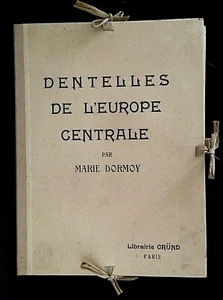 DENTELLES
DE L'EUROPE
CENTRALE
PAR
MARIE DORMOY
Librairie GRÜND
PARIS